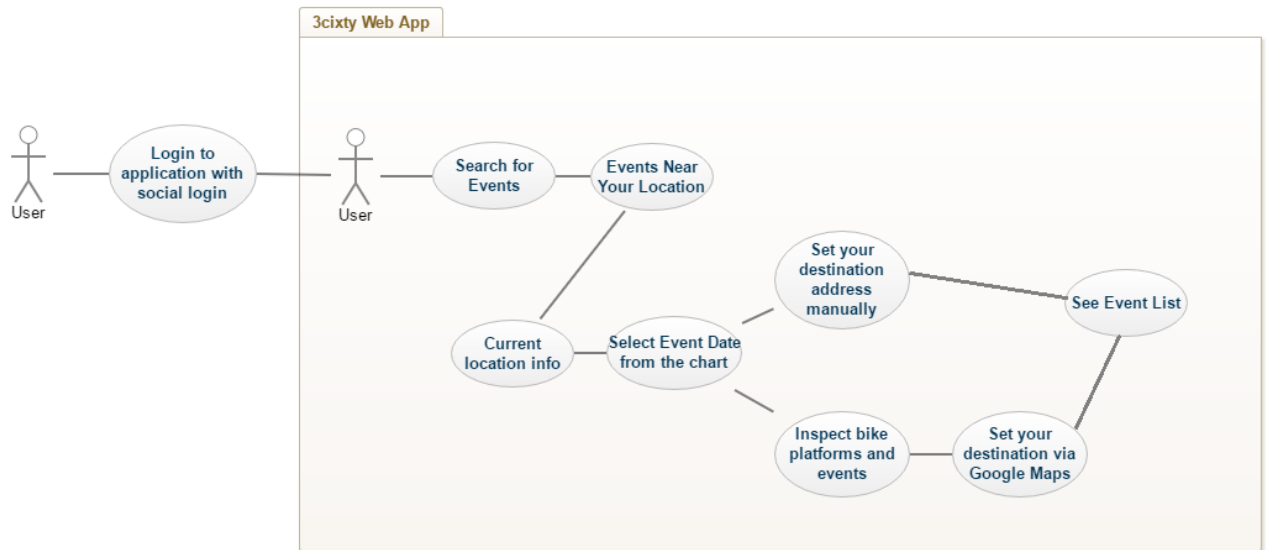 3cixty Web App
Login to
application with
social login
User
User
Search for
Events
Events Near
Your Location
Set your
destination
address
manually
See Event List
Current
location info
Select Event Date
from the chart
Inspect bike
platforms and
events
Set your
destination via
Google Maps